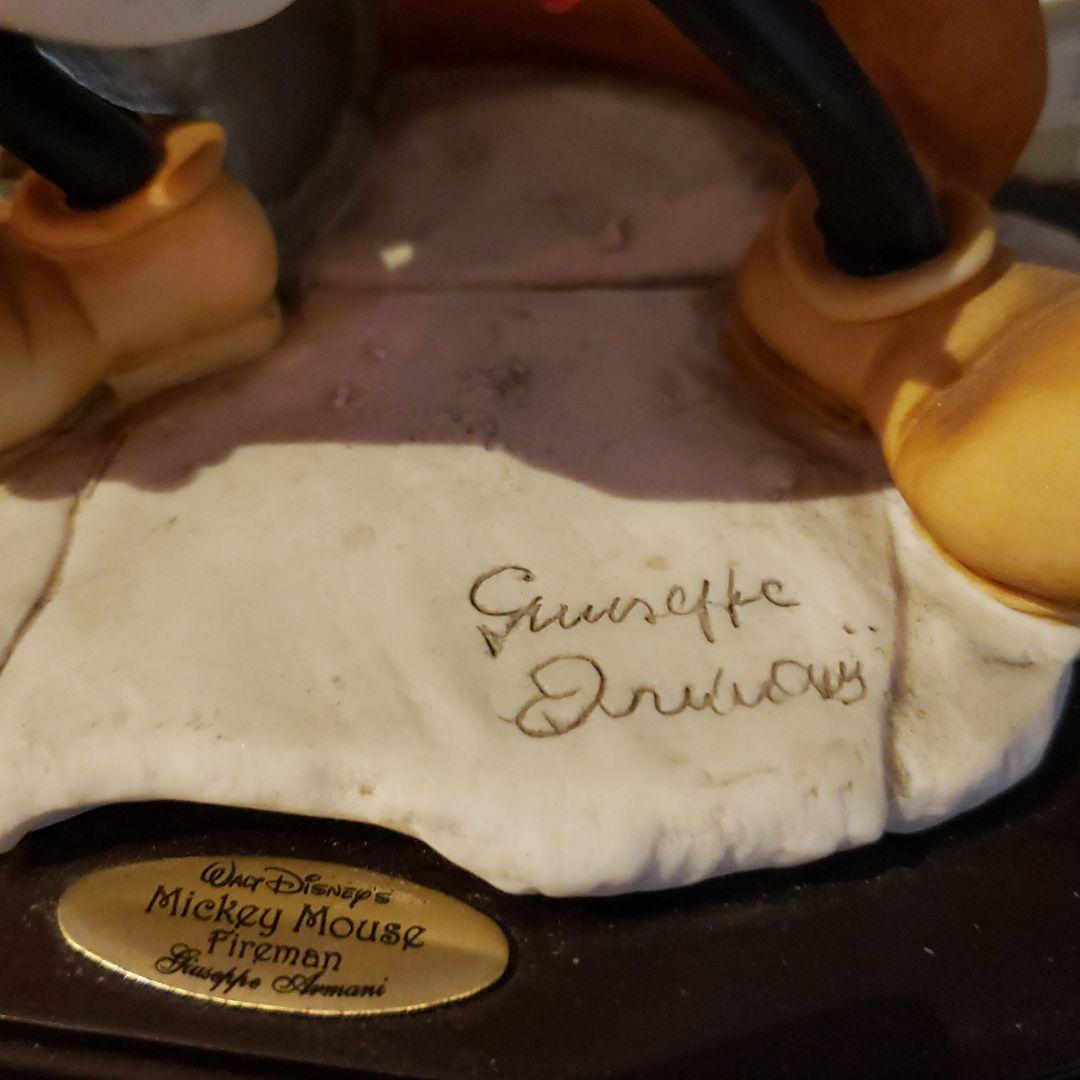 Giuseppe
Armani
Walt Disney's
Mickey Mouse
Fireman
Giuseppe Armani